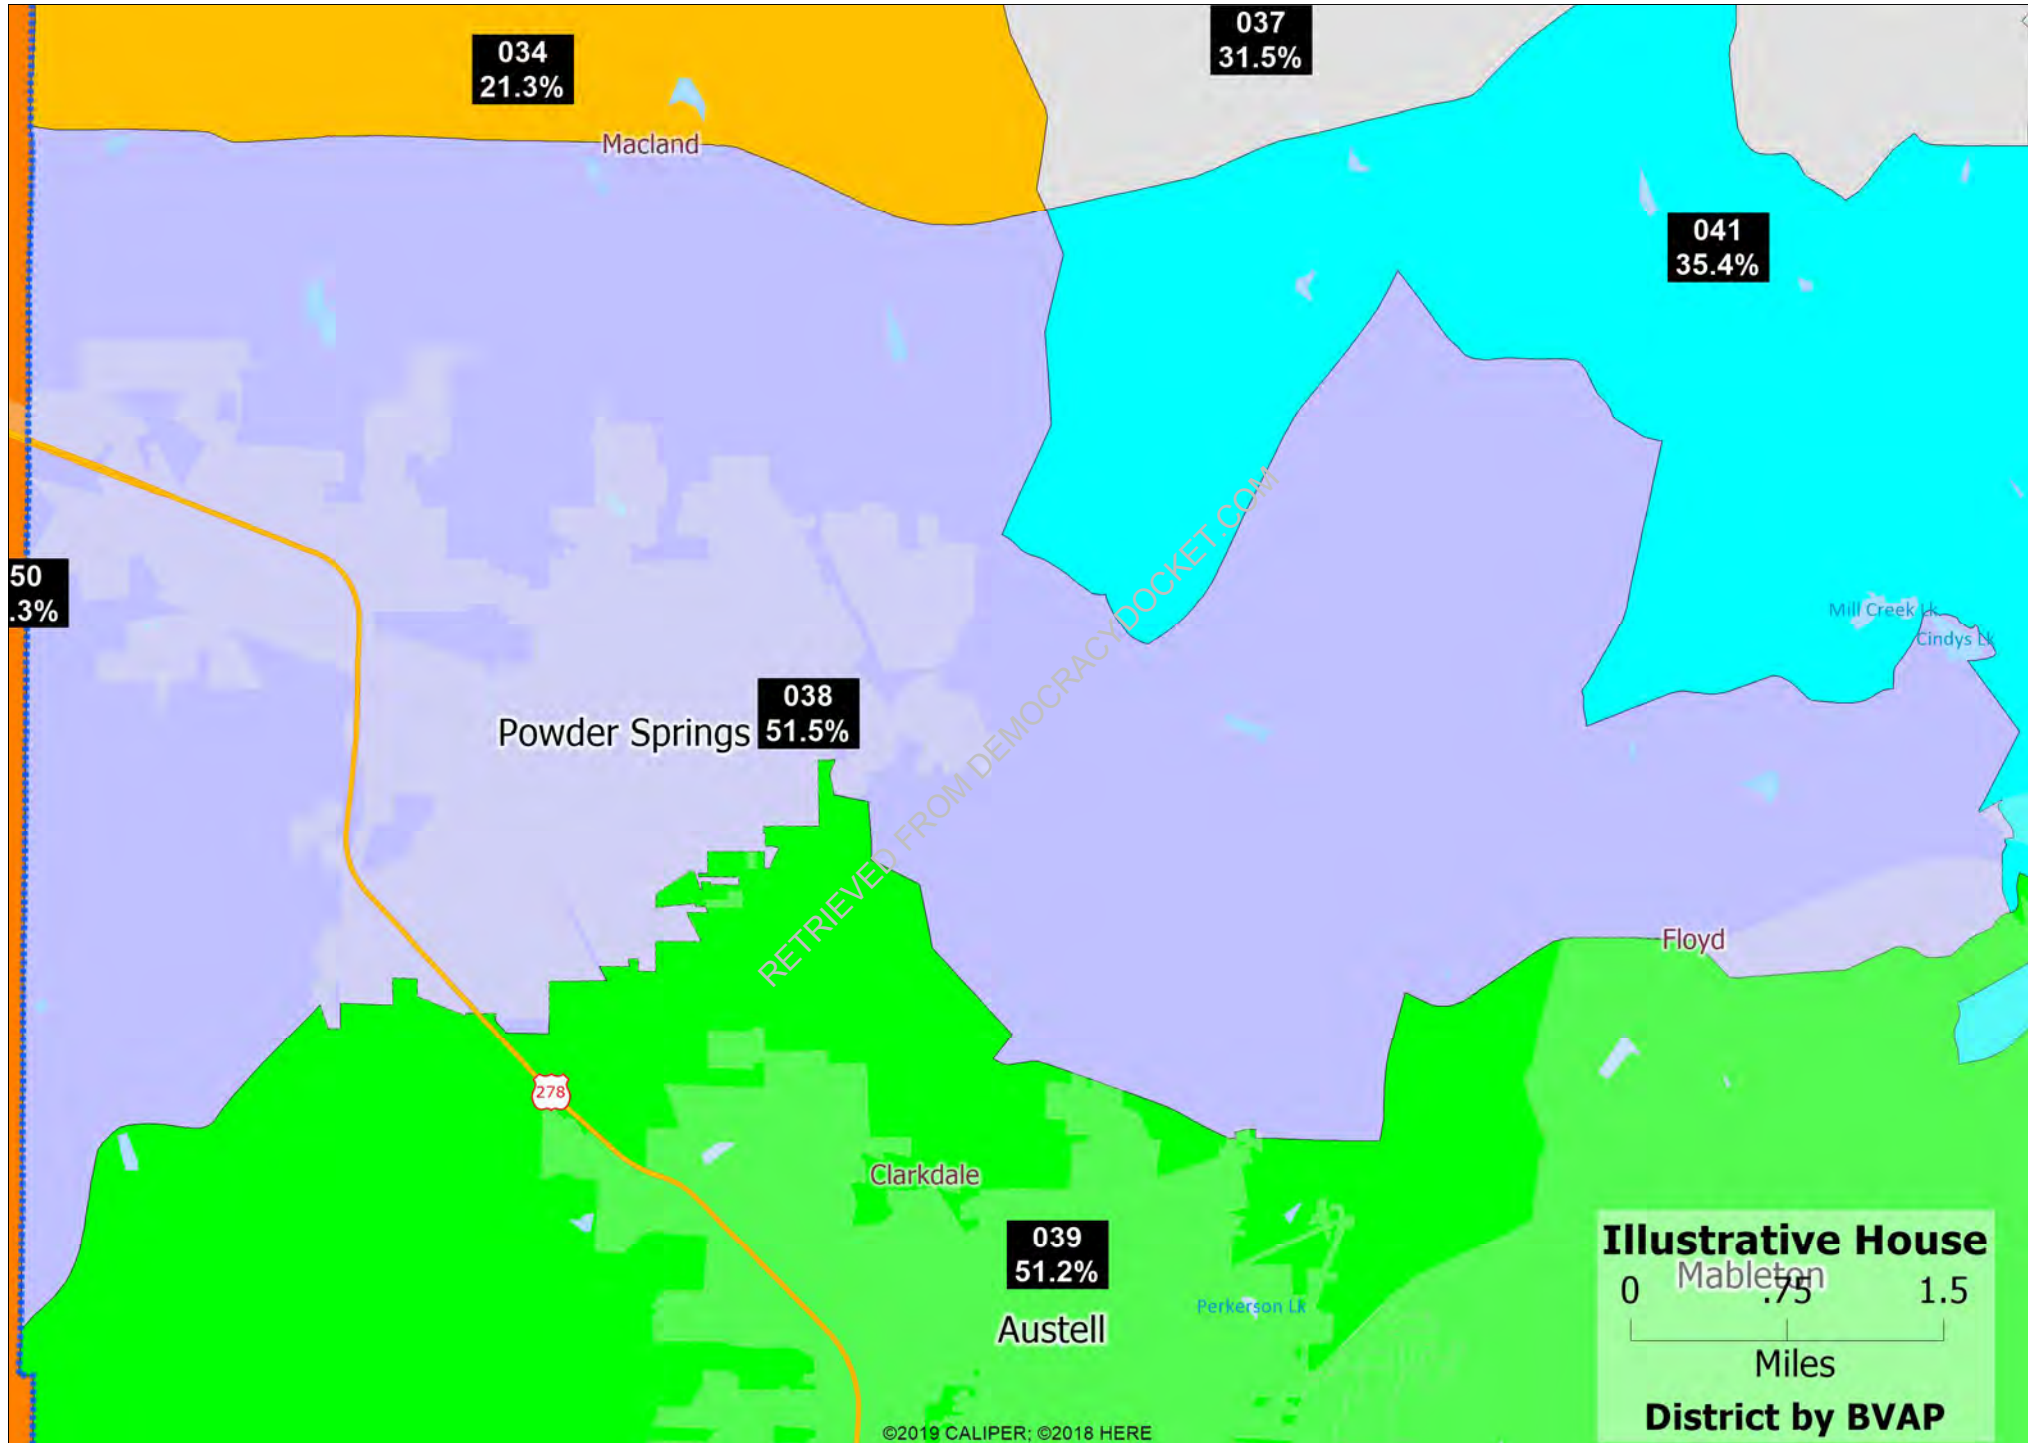 037
31.5%
034
21.3%
Macland
041
35.4%
50
.3%
Mill Creek Lk
Cindys Lk
RETRIEVED FROM DEMOCRACYDOCKET.COM
038
51.5%
Powder Springs
Floyd
278
Clarkdale
039
51.2%
Austell
Perkerson Lk
Illustrative House
Mableton
0 .75 1.5
Miles
District by BVAP
©2019 CALIPER; ©2018 HERE